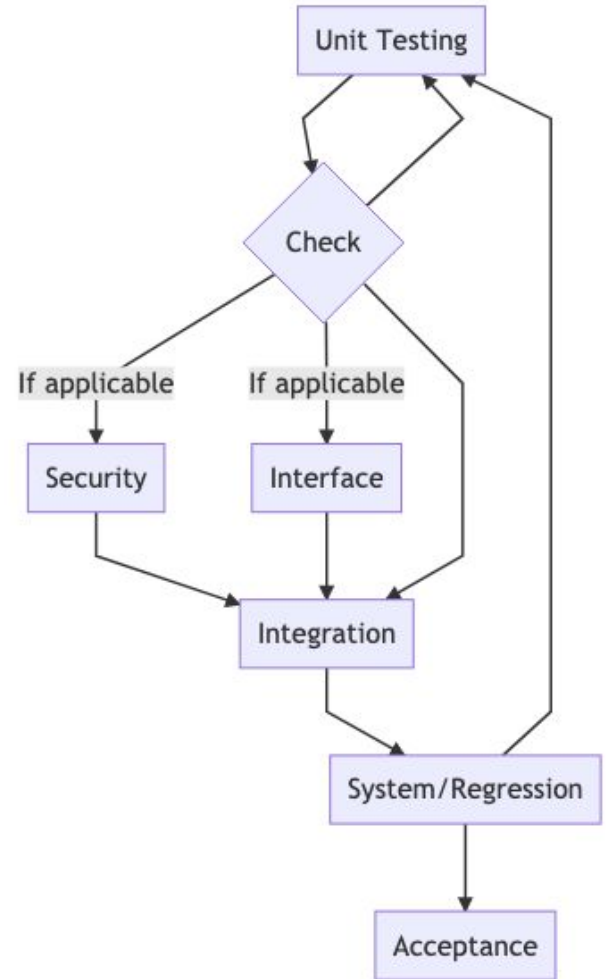 Unit Testing
Check
If applicable
If applicable
Security
Interface
Integration
System/Regression
Acceptance